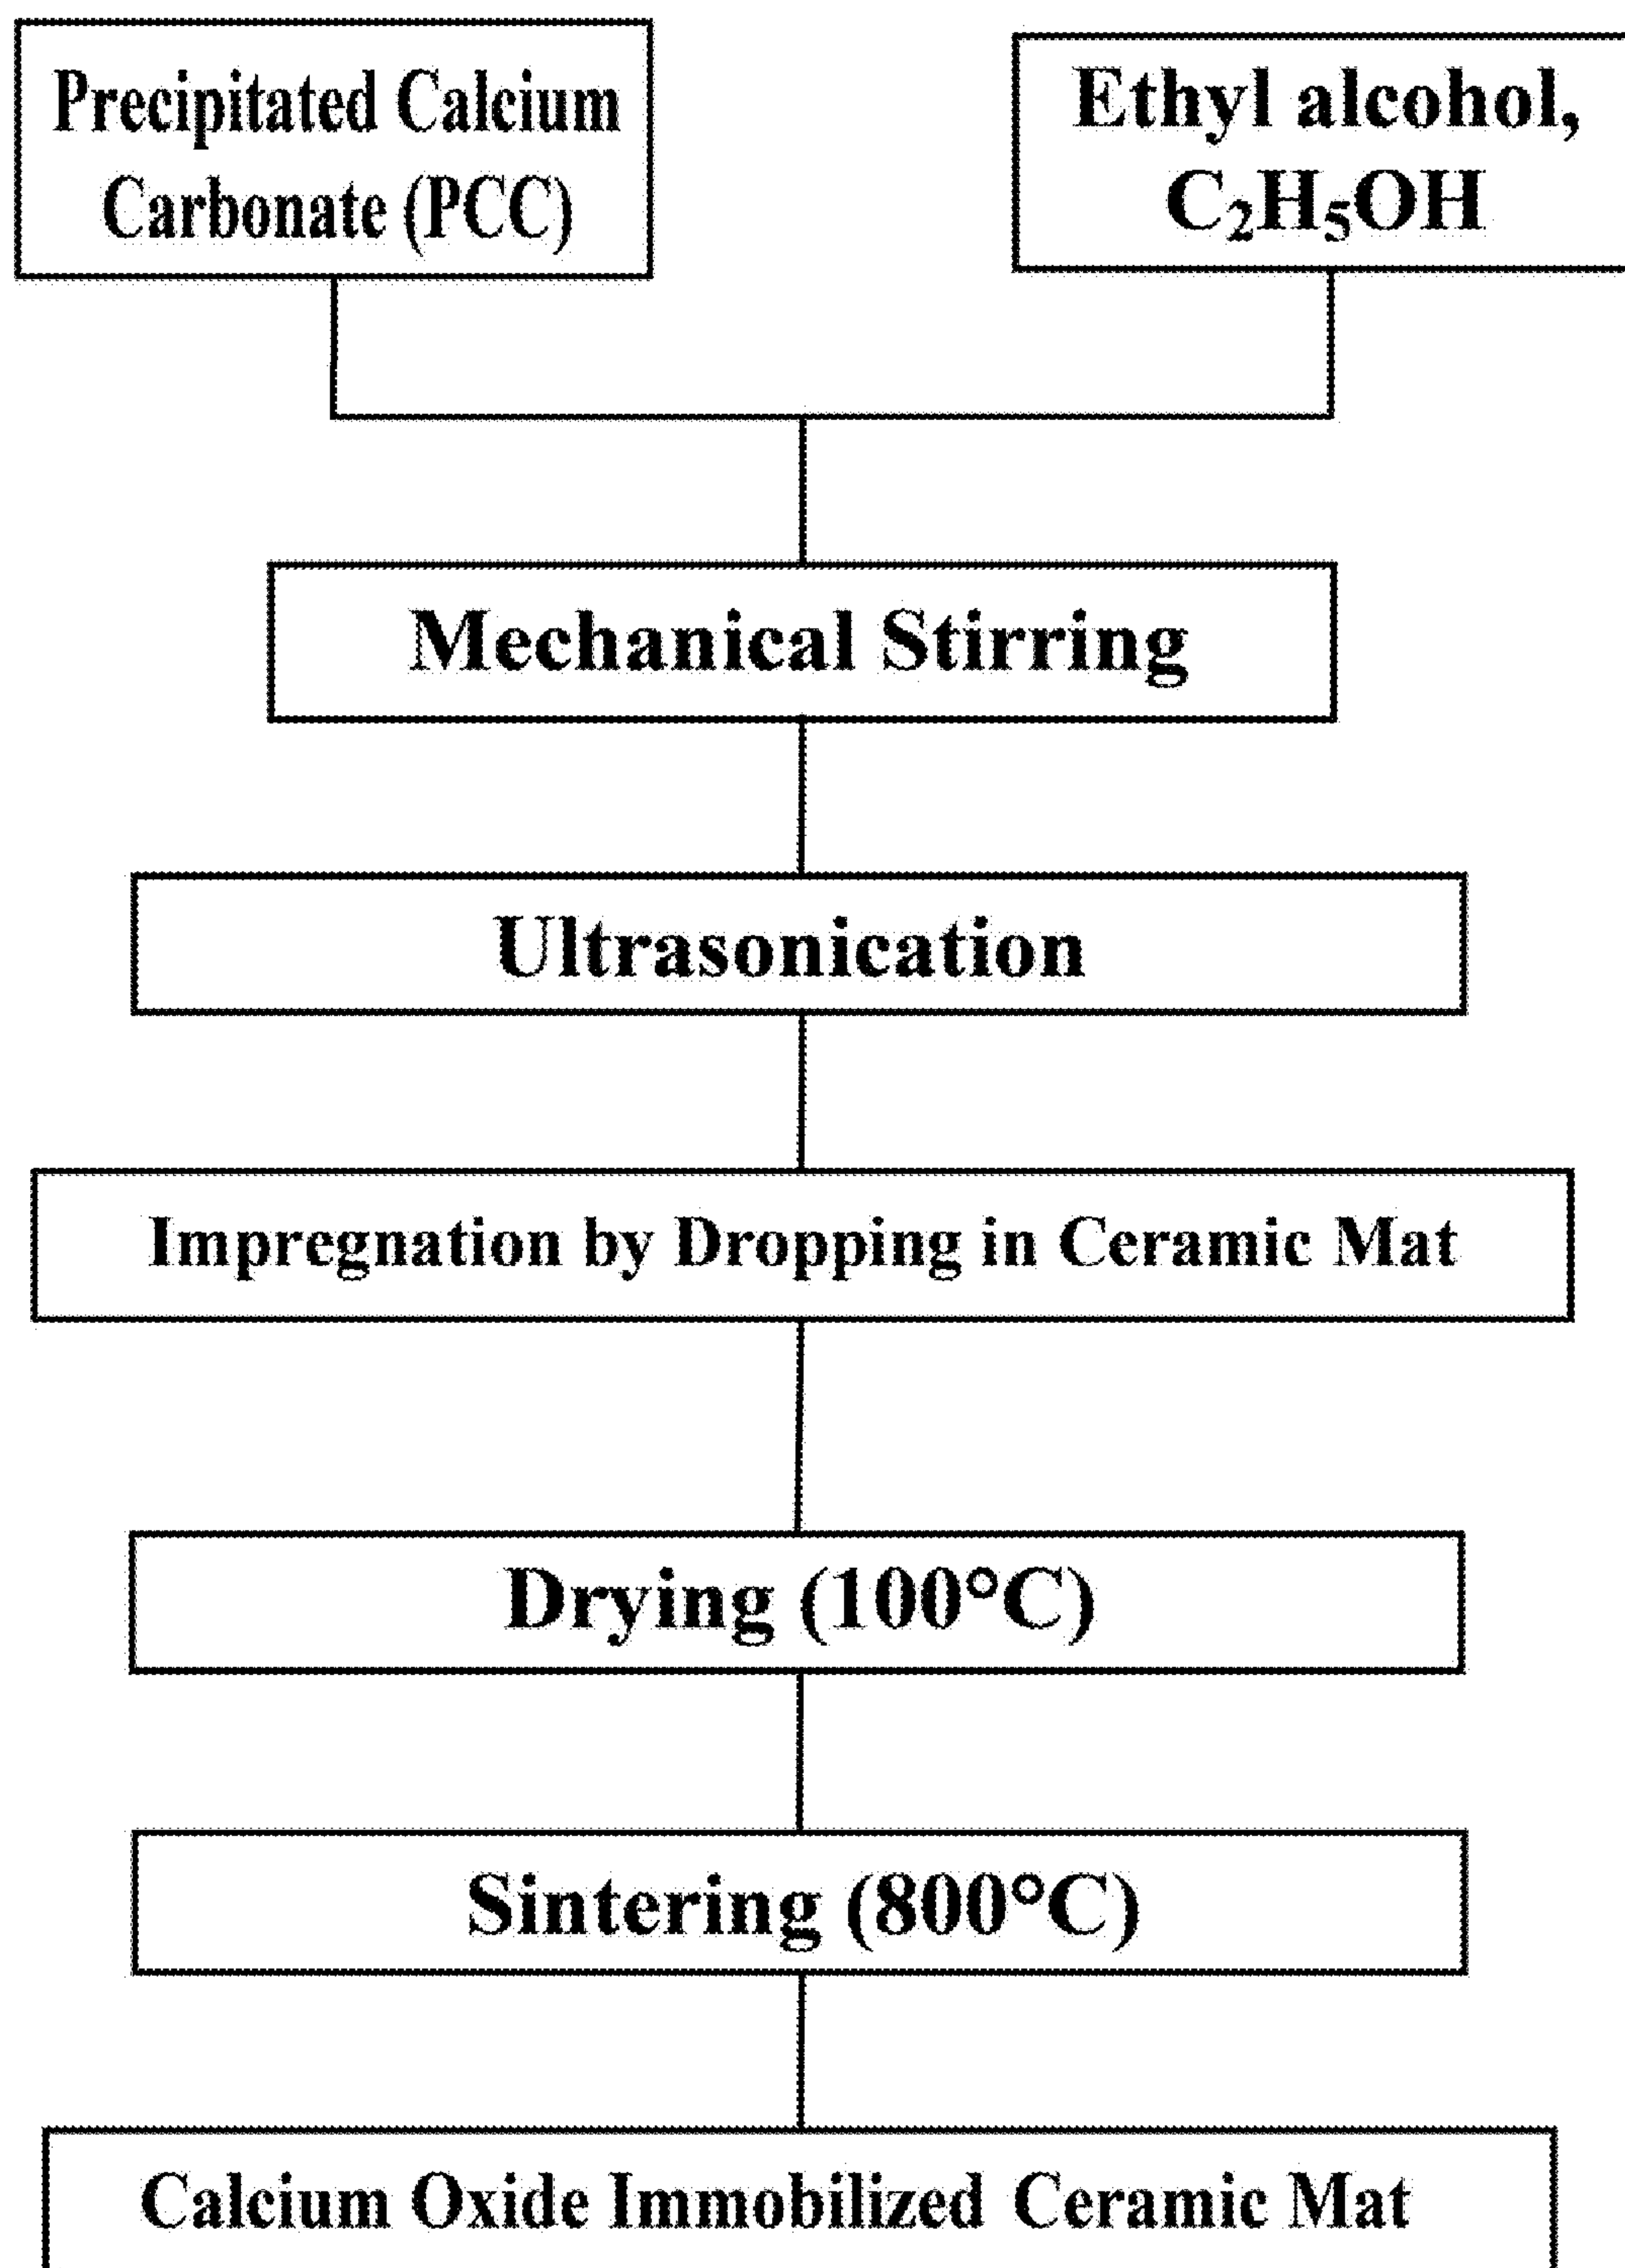 Precipitated Calcium
Carbonate (PCC)
Ethyl alcohol,
C₂H₅OH
Mechanical Stirring
Ultrasonication
Impregnation by Dropping in Ceramic Mat
Drying (100°C)
Sintering (800°C)
Calcium Oxide Immobilized Ceramic Mat